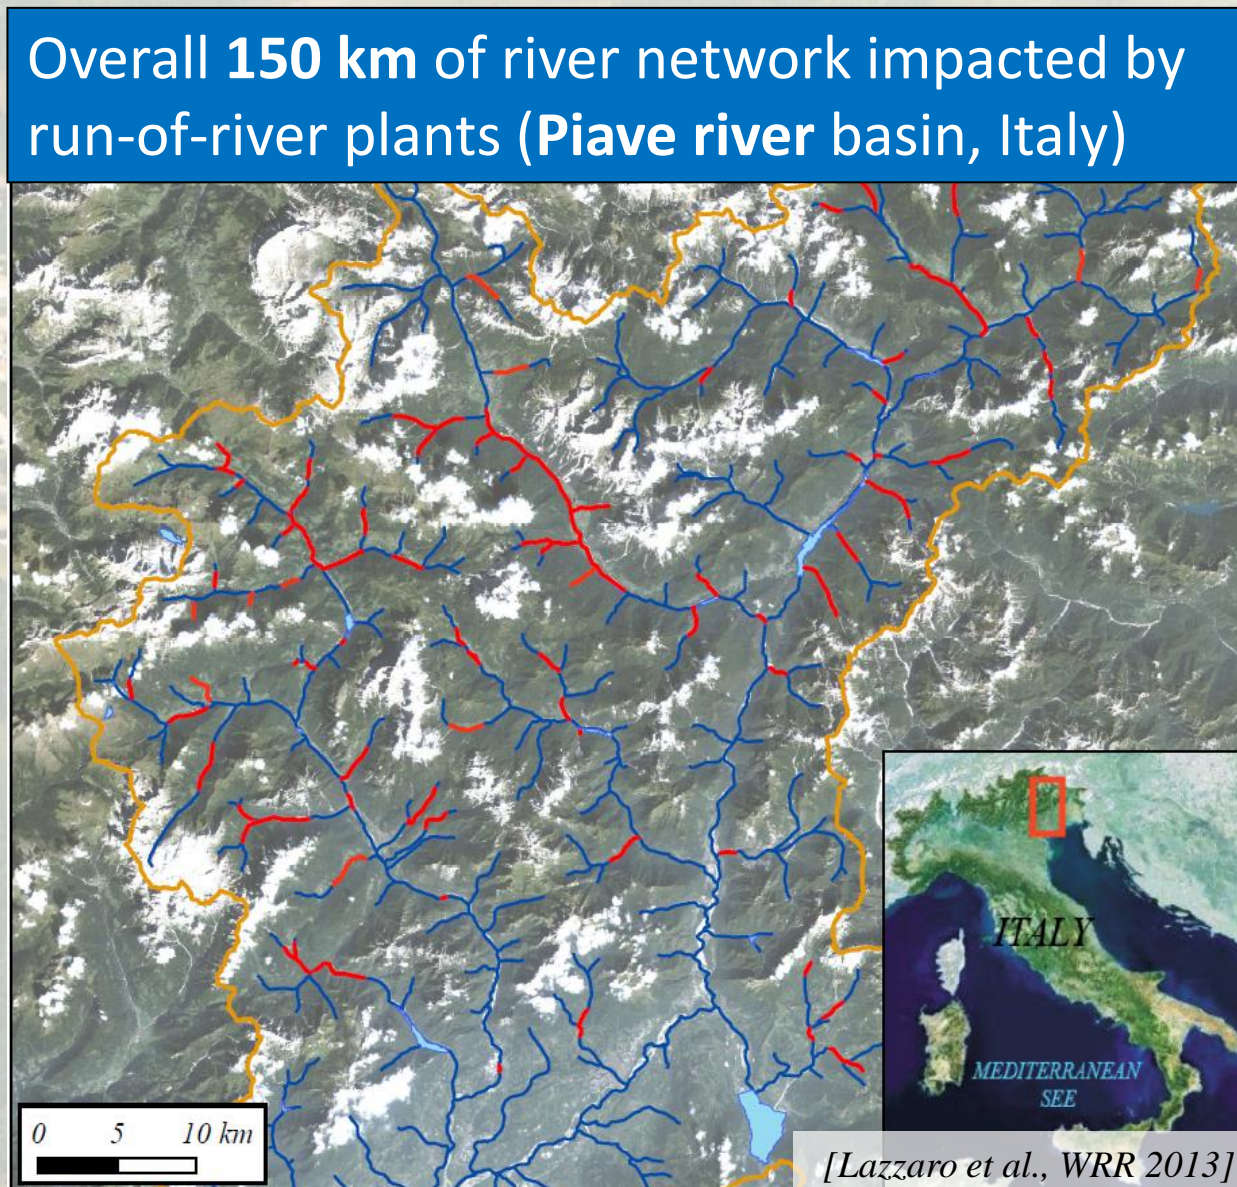 Overall 150 km of river network impacted by
run-of-river plants (Piave river basin, Italy)
ITALY
MEDITERRANEAN
SEE
0 5 10 km
[Lazzaro et al., WRR 2013]